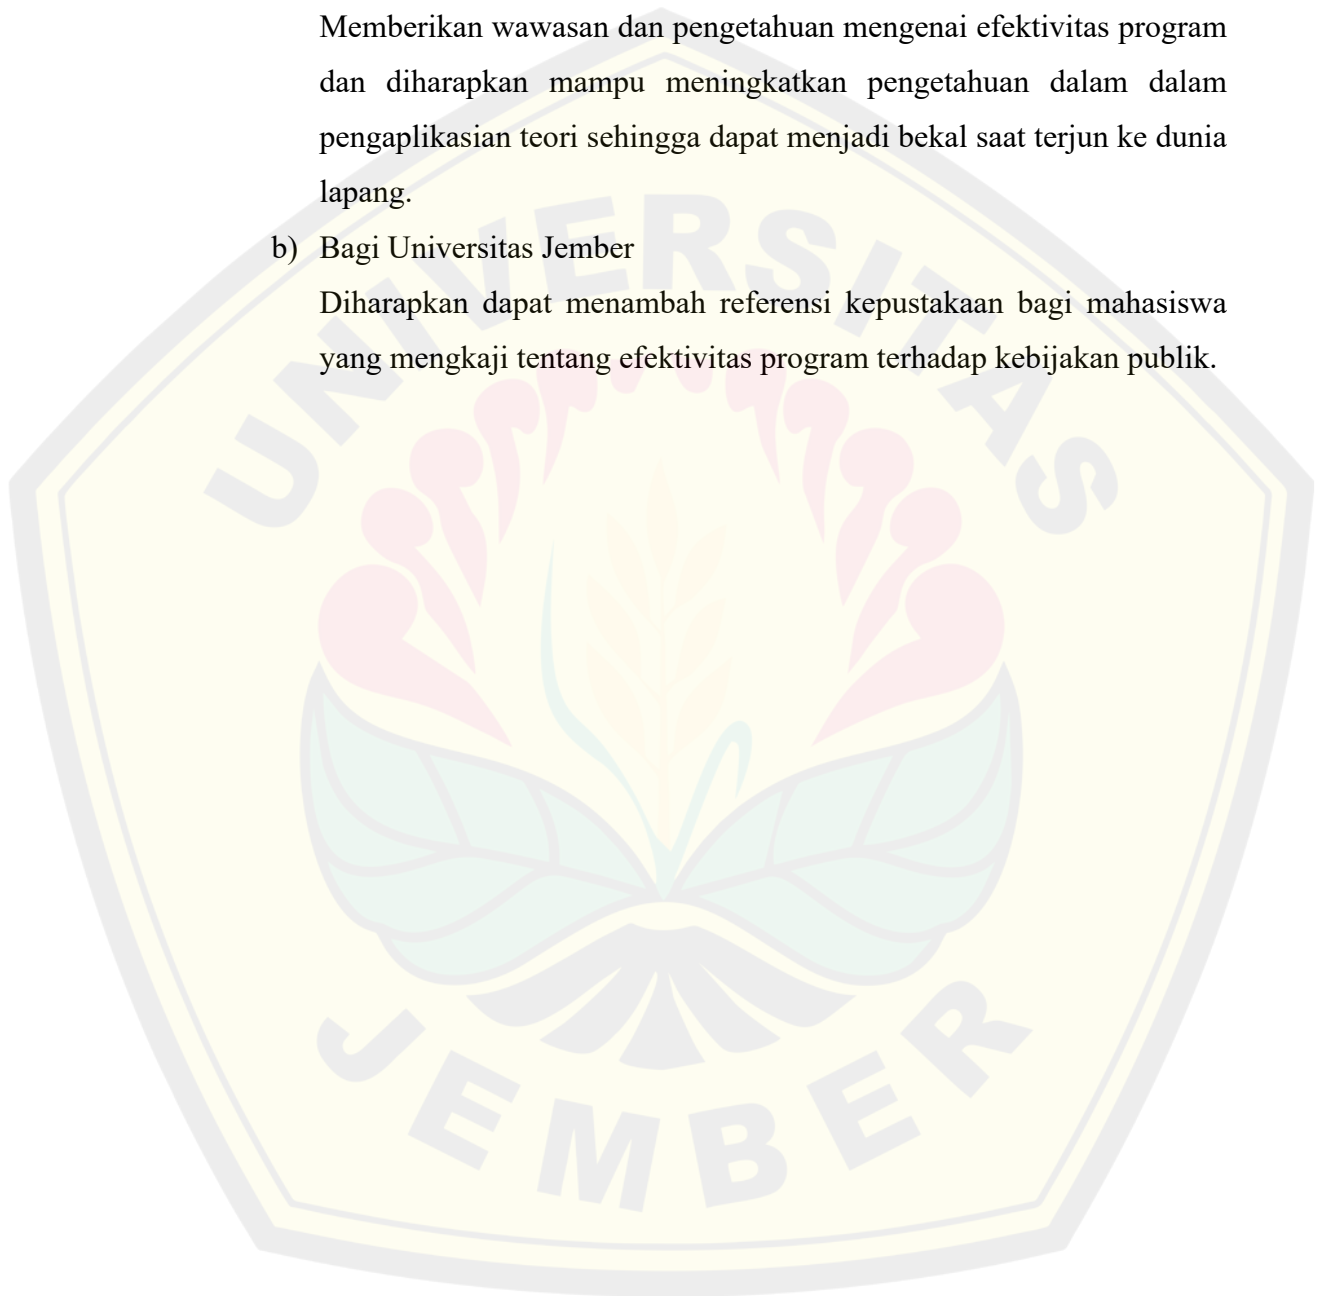 Memberikan wawasan dan pengetahuan mengenai efektivitas program
dan diharapkan mampu meningkatkan pengetahuan dalam dalam
pengaplikasian teori sehingga dapat menjadi bekal saat terjun ke dunia
lapang.
b) Bagi Universitas Jember
Diharapkan dapat menambah referensi kepustakaan bagi mahasiswa
yang mengkaji tentang efektivitas program terhadap kebijakan publik.
UNIVERSITAS
JEMBER